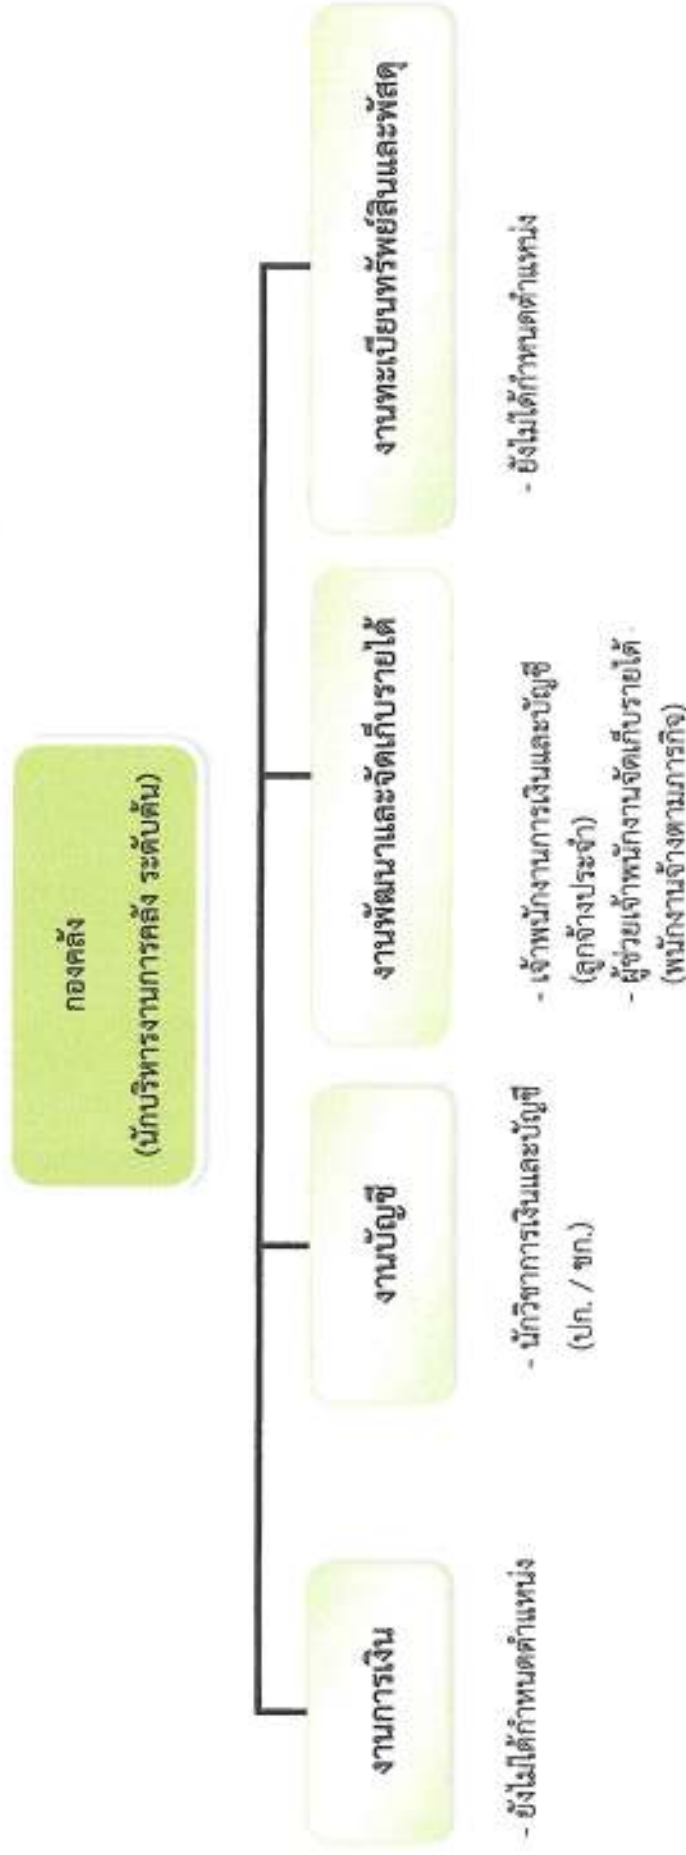 กองคลัง
(นักบริหารงานการคลัง ระดับต้น)
งานการเงิน
- ยังไม่ได้กำหนดตำแหน่ง
งานบัญชี
- นักวิชาการเงินและบัญชี
(ปก. / ชก.)
งานพัฒนาและจัดเก็บรายได้
- เจ้าพนักงานการเงินและบัญชี
(ลูกจ้างประจำ)
- ผู้ช่วยเจ้าพนักงานจัดเก็บรายได้
(พนักงานจ้างตามภารกิจ)
งานทะเบียนทรัพย์สินและพัสดุ
- ยังไม่ได้กำหนดตำแหน่ง